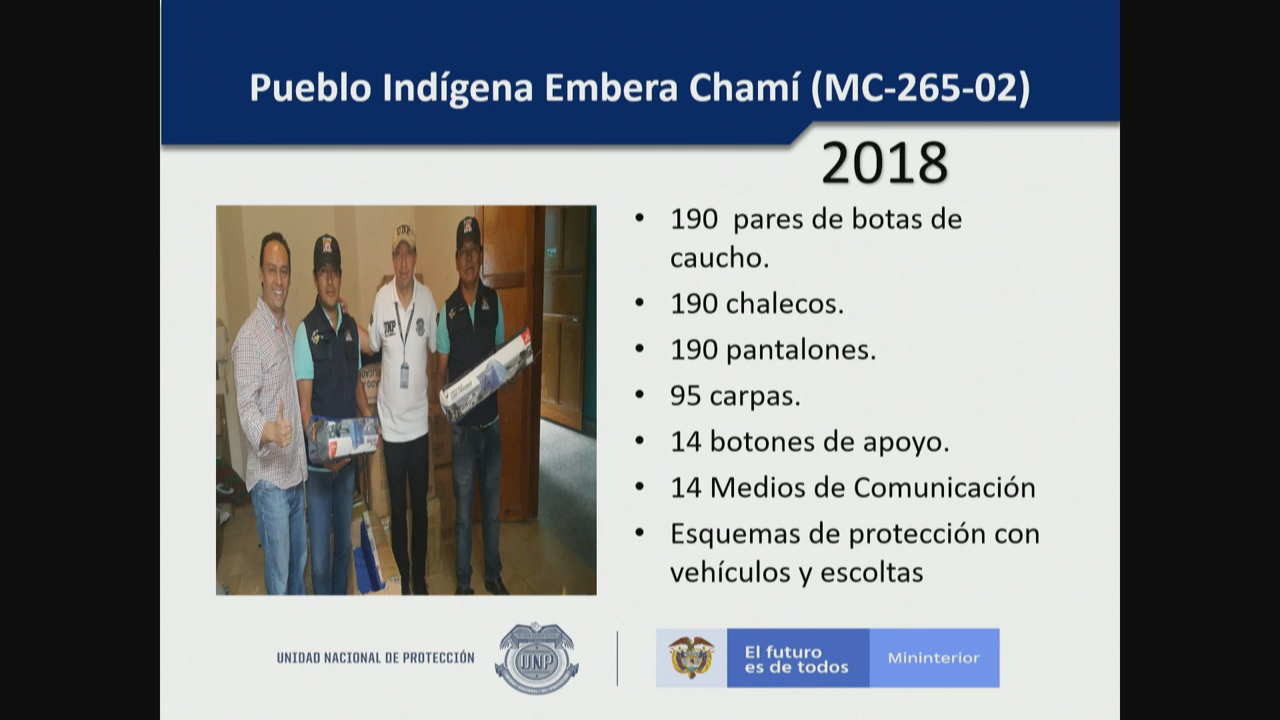 Pueblo Indígena Embera Chamí (MC-265-02)
2018
• 190 pares de botas de
caucho.
• 190 chalecos.
• 190 pantalones.
• 95 carpas.
• 14 botones de apoyo.
• 14 Medios de Comunicación
• Esquemas de protección con
vehículos y escoltas
UNP
UNP
UNIDAD NACIONAL DE PROTECCIÓN
UNP
El futuro
es de todos
Mininterior